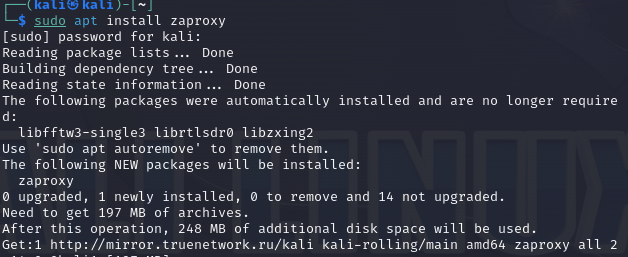 (kali㉿kali)-[~]
$ sudo apt install zaproxy
[sudo] password for kali:
Reading package lists... Done
Building dependency tree... Done
Reading state information... Done
The following packages were automatically installed and are no longer require
d:
libfftw3-single3 librtlsdr0 libzxing2
Use 'sudo apt autoremove' to remove them.
The following NEW packages will be installed:
zaproxy
0 upgraded, 1 newly installed, 0 to remove and 14 not upgraded.
Need to get 197 MB of archives.
After this operation, 248 MB of additional disk space will be used.
Get:1 http://mirror.truenetwork.ru/kali kali-rolling/main amd64 zaproxy all 2